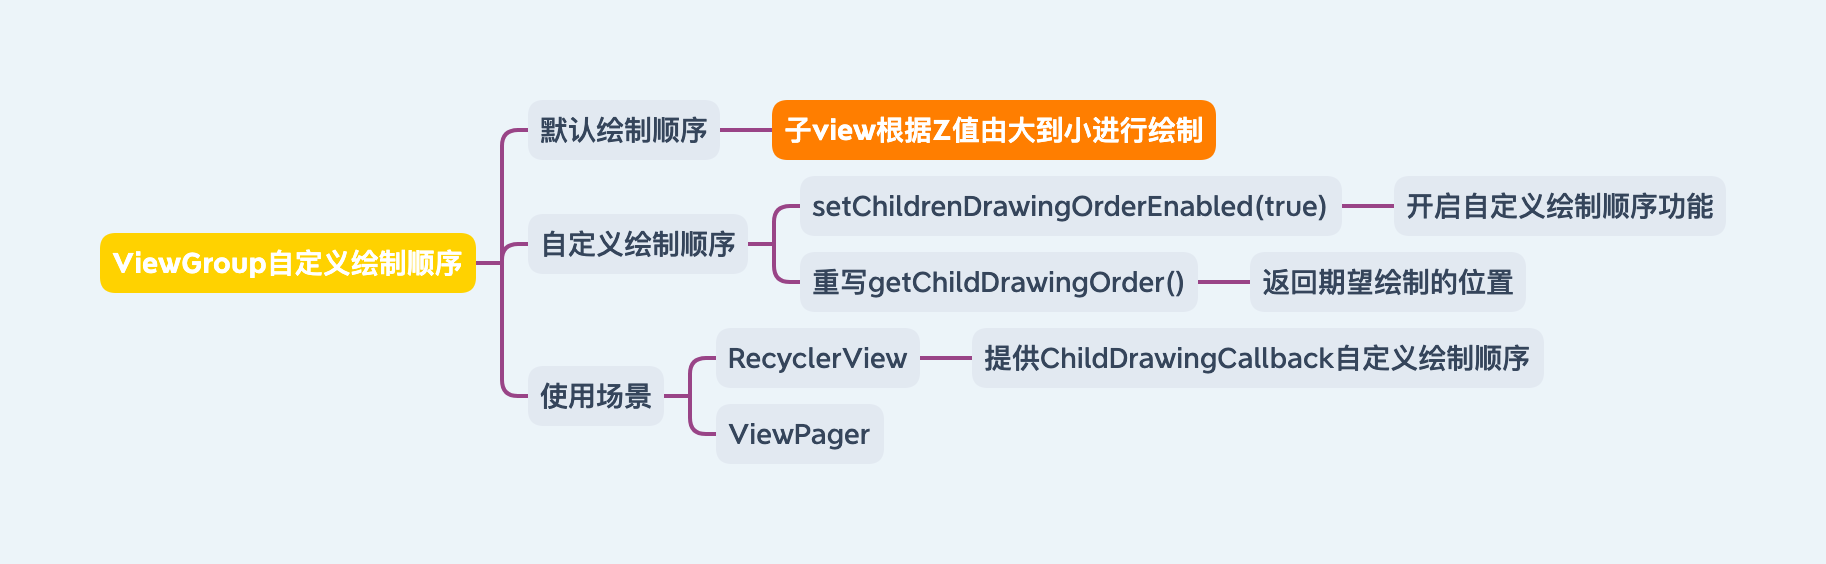 ViewGroup自定义绘制顺序
默认绘制顺序
子view根据Z值由大到小进行绘制
自定义绘制顺序
setChildrenDrawingOrderEnabled(true)
开启自定义绘制顺序功能
重写getChildDrawingOrder()
返回期望绘制的位置
使用场景
RecyclerView
提供ChildDrawingCallback自定义绘制顺序
ViewPager